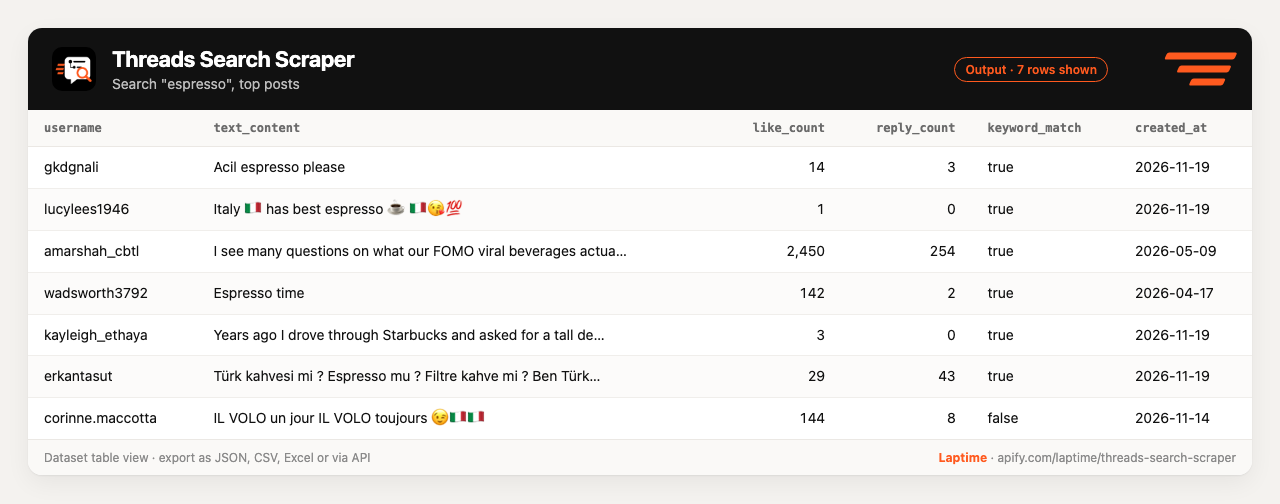 Threads Search Scraper
Search "espresso", top posts
Output · 7 rows shown
username text_content like_count reply_count keyword_match created_at
gkdgnali Acil espresso please 14 3 true 2026-11-19
lucylees1946 Italy 🇮🇹 has best espresso ☕ 🇮🇹😘💯 1 0 true 2026-11-19
amarshah_cbtl I see many questions on what our FOMO viral beverages actua... 2,450 254 true 2026-05-09
wadsworth3792 Espresso time 142 2 true 2026-04-17
kayleigh_ethaya Years ago I drove through Starbucks and asked for a tall de... 3 0 true 2026-11-19
erkantasut Türk kahvesi mi ? Espresso mu ? Filtre kahve mi ? Ben Türk... 29 43 true 2026-11-19
corinne.maccotta IL VOLO un jour IL VOLO toujours 😉🇮🇹🇮🇹 144 8 false 2026-11-14
Dataset table view · export as JSON, CSV, Excel or via API
Laptime · apify.com/laptime/threads-search-scraper